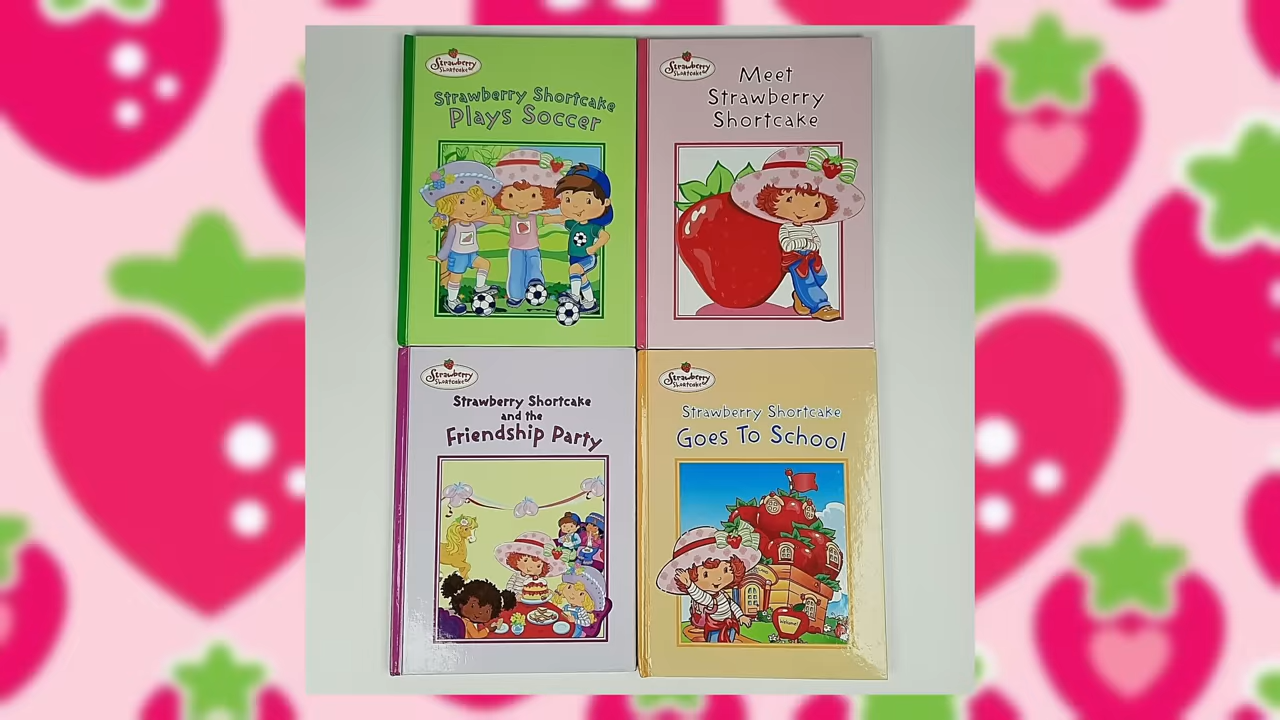 Strawberry
Shortcake
Strawberry Shortcake
Plays Soccer
Strawberry
Shortcake
Meet
Strawberry
Shortcake
Strawberry
Shortcake
Strawberry Shortcake
and the
Friendship Party
Strawberry
Shortcake
Strawberry Shortcake
Goes To School
Welcome!